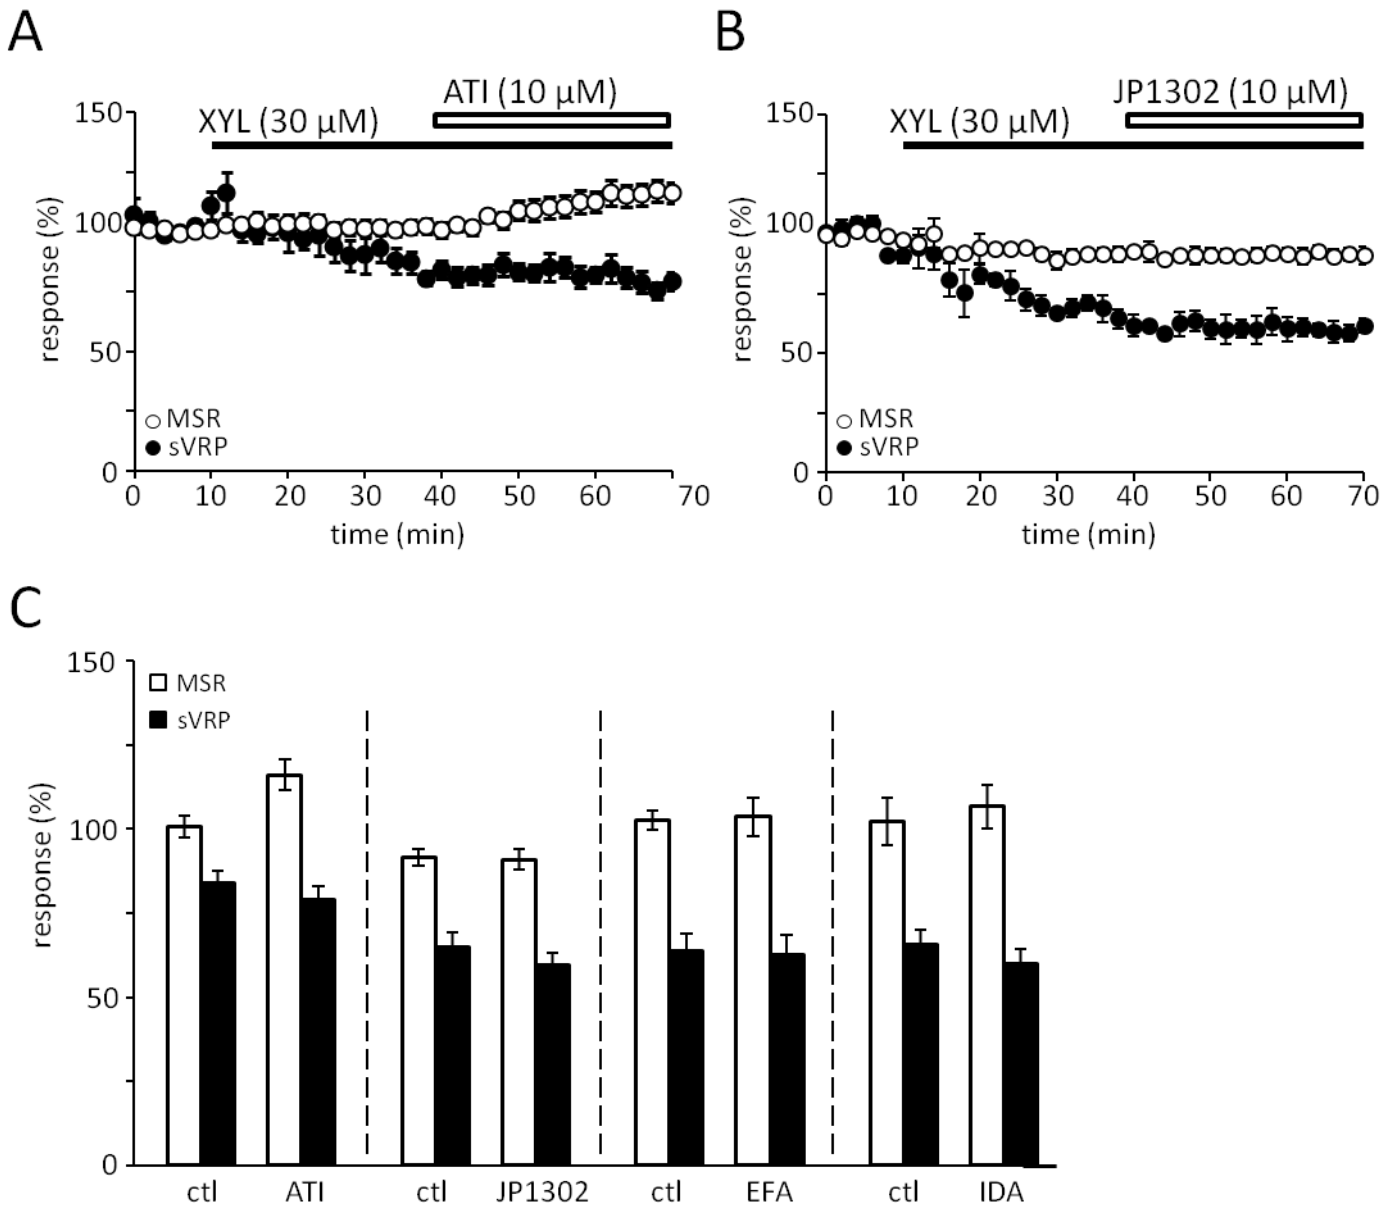 A
ATI (10 µM)
XYL (30 µM)
150
100
50
0
response (%)
MSR
sVRP
0 10 20 30 40 50 60 70
time (min)
B
JP1302 (10 µM)
XYL (30 µM)
150
100
50
0
response (%)
MSR
sVRP
0 10 20 30 40 50 60 70
time (min)
C
150
100
50
0
response (%)
MSR
sVRP
ctl ATI ctl JP1302 ctl EFA ctl IDA